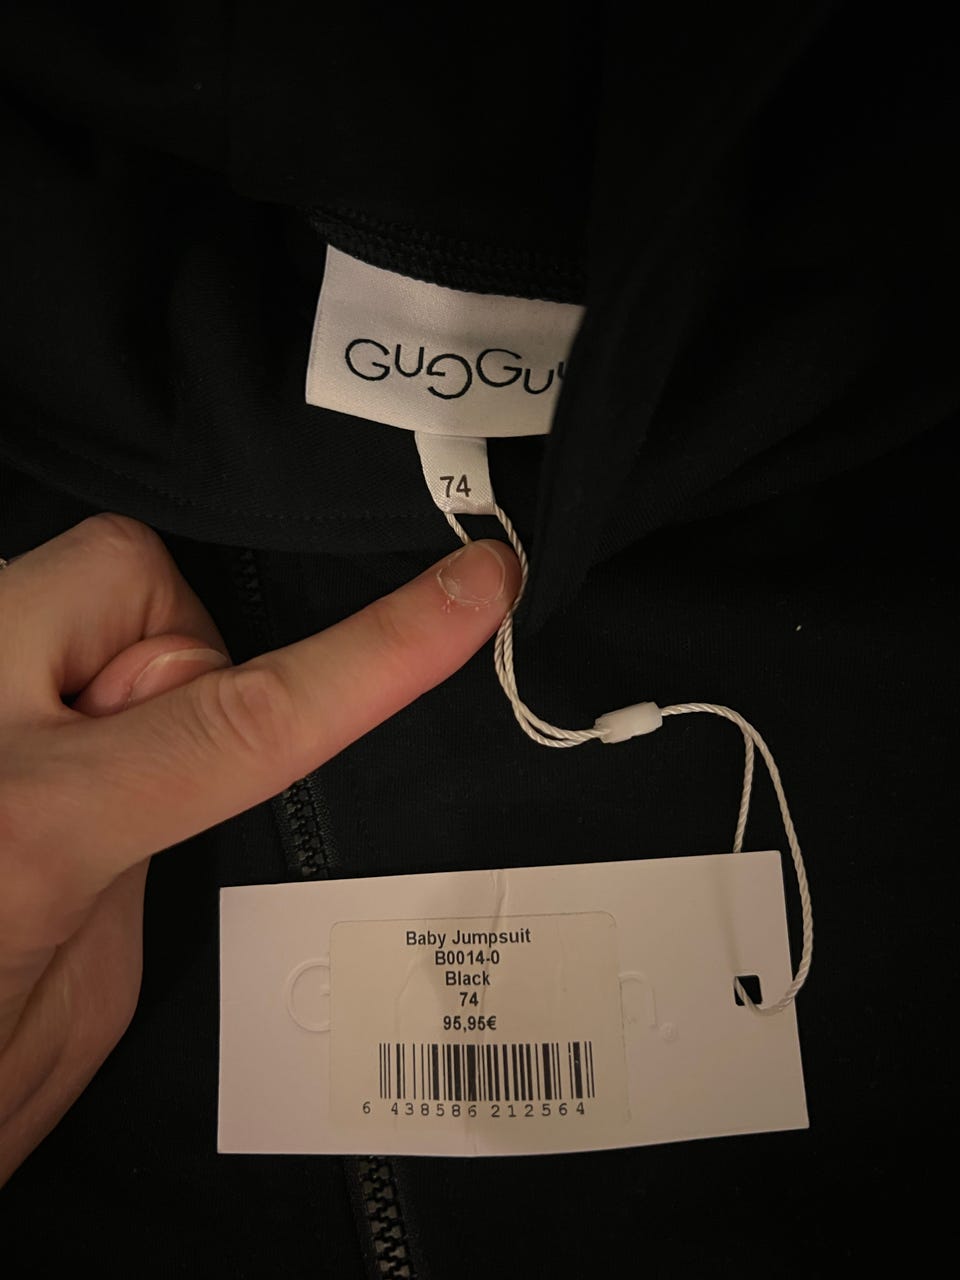 GUGGU
74
Baby Jumpsuit
B0014-0
Black
74
95,95€
6 438586 212564